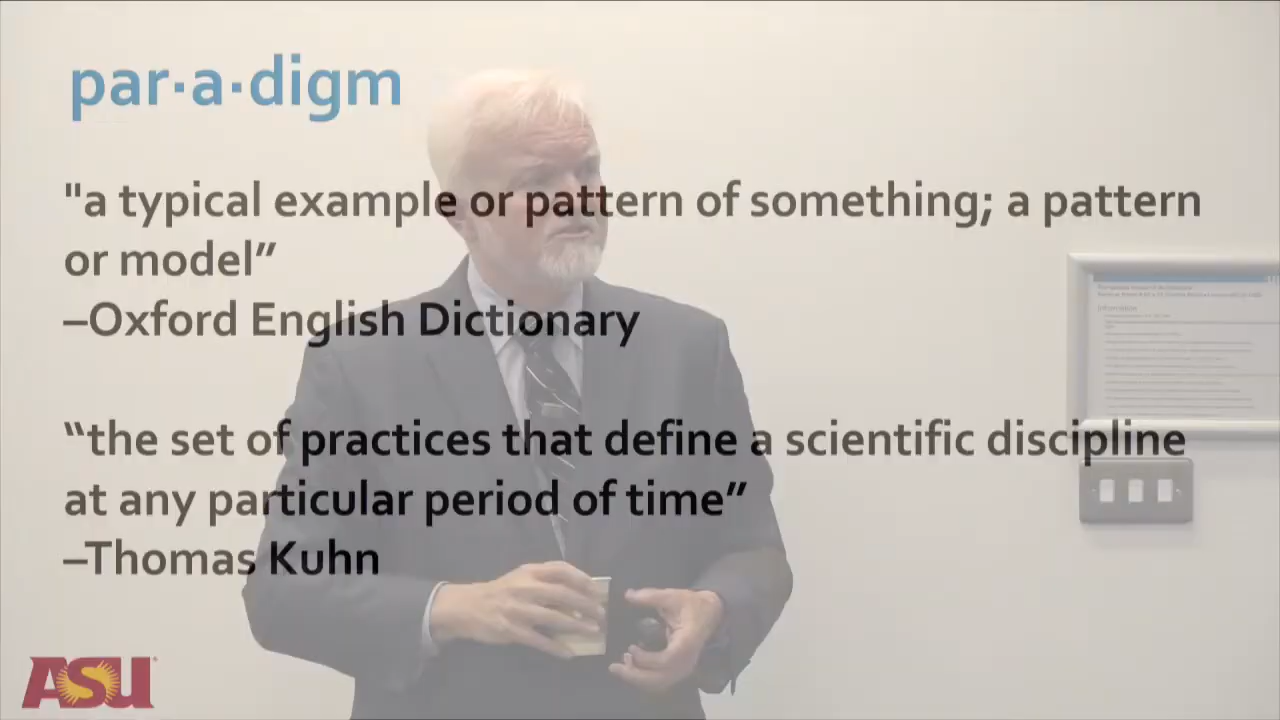 par·a·digm
"a typical example or pattern of something; a pattern
or model”
–Oxford English Dictionary
“the set of practices that define a scientific discipline
at any particular period of time”
–Thomas Kuhn
ASU